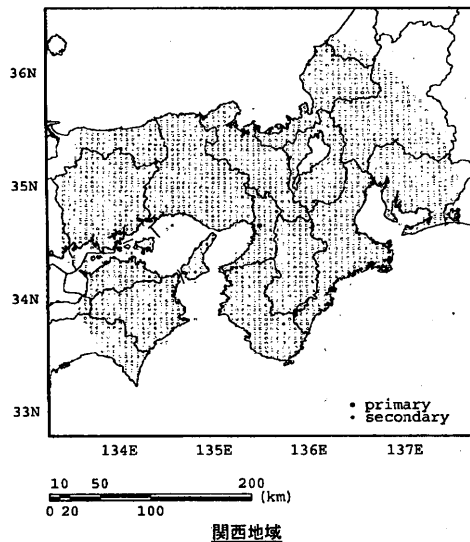 36N
35N
34N
33N
• primary
• secondary
134E 135E 136E 137E
10 50 200
(km)
0 20 100
関西地域